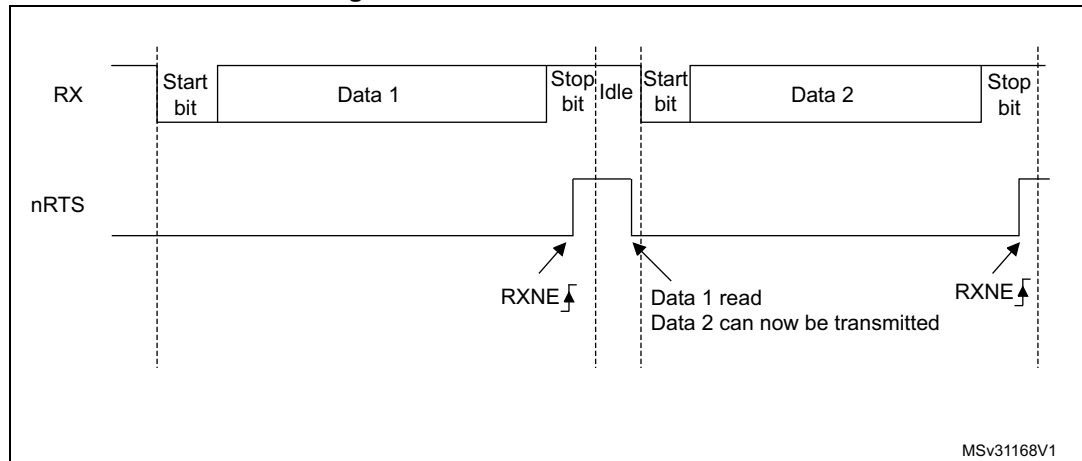 RX
Start
bit
Data 1
Stop
bit
Idle
Start
bit
Data 2
Stop
bit
nRTS
RXNE
Data 1 read
Data 2 can now be transmitted
RXNE
MSv31168V1